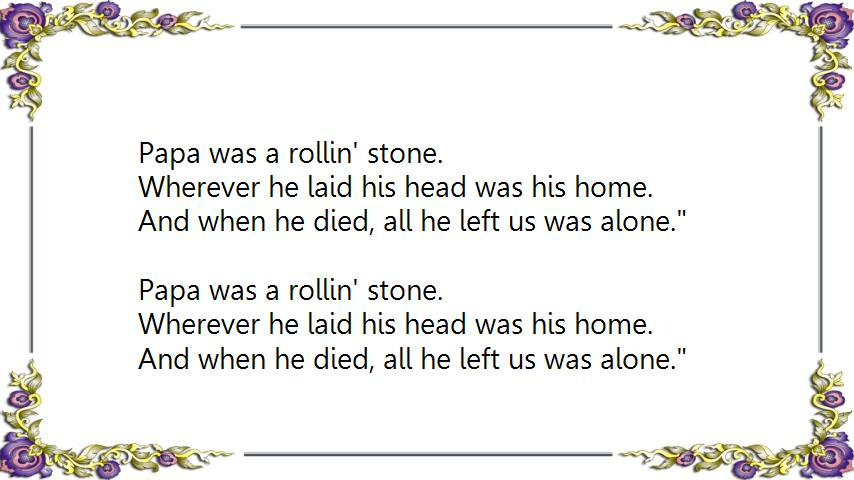 Papa was a rollin' stone.
Wherever he laid his head was his home.
And when he died, all he left us was alone."

Papa was a rollin' stone.
Wherever he laid his head was his home.
And when he died, all he left us was alone."